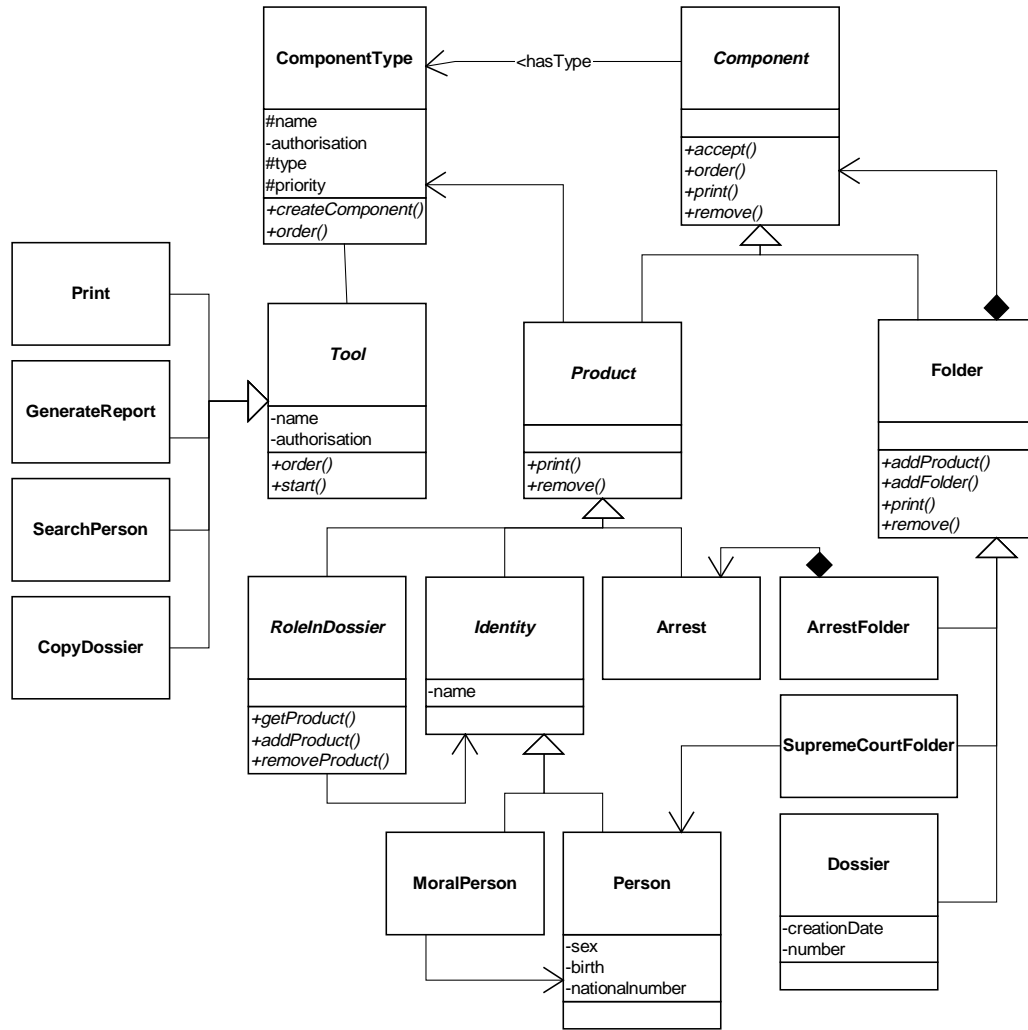 ComponentType
#name
-authorisation
#type
#priority
+createComponent()
+order()
<hasType
Component
+accept()
+order()
+print()
+remove()
Print
GenerateReport
SearchPerson
CopyDossier
Tool
-name
-authorisation
+order()
+start()
Product
+print()
+remove()
Folder
+addProduct()
+addFolder()
+print()
+remove()
RoleInDossier
+getProduct()
+addProduct()
+removeProduct()
Identity
-name
Arrest
ArrestFolder
SupremeCourtFolder
MoralPerson
Person
-sex
-birth
-nationalnumber
Dossier
-creationDate
-number